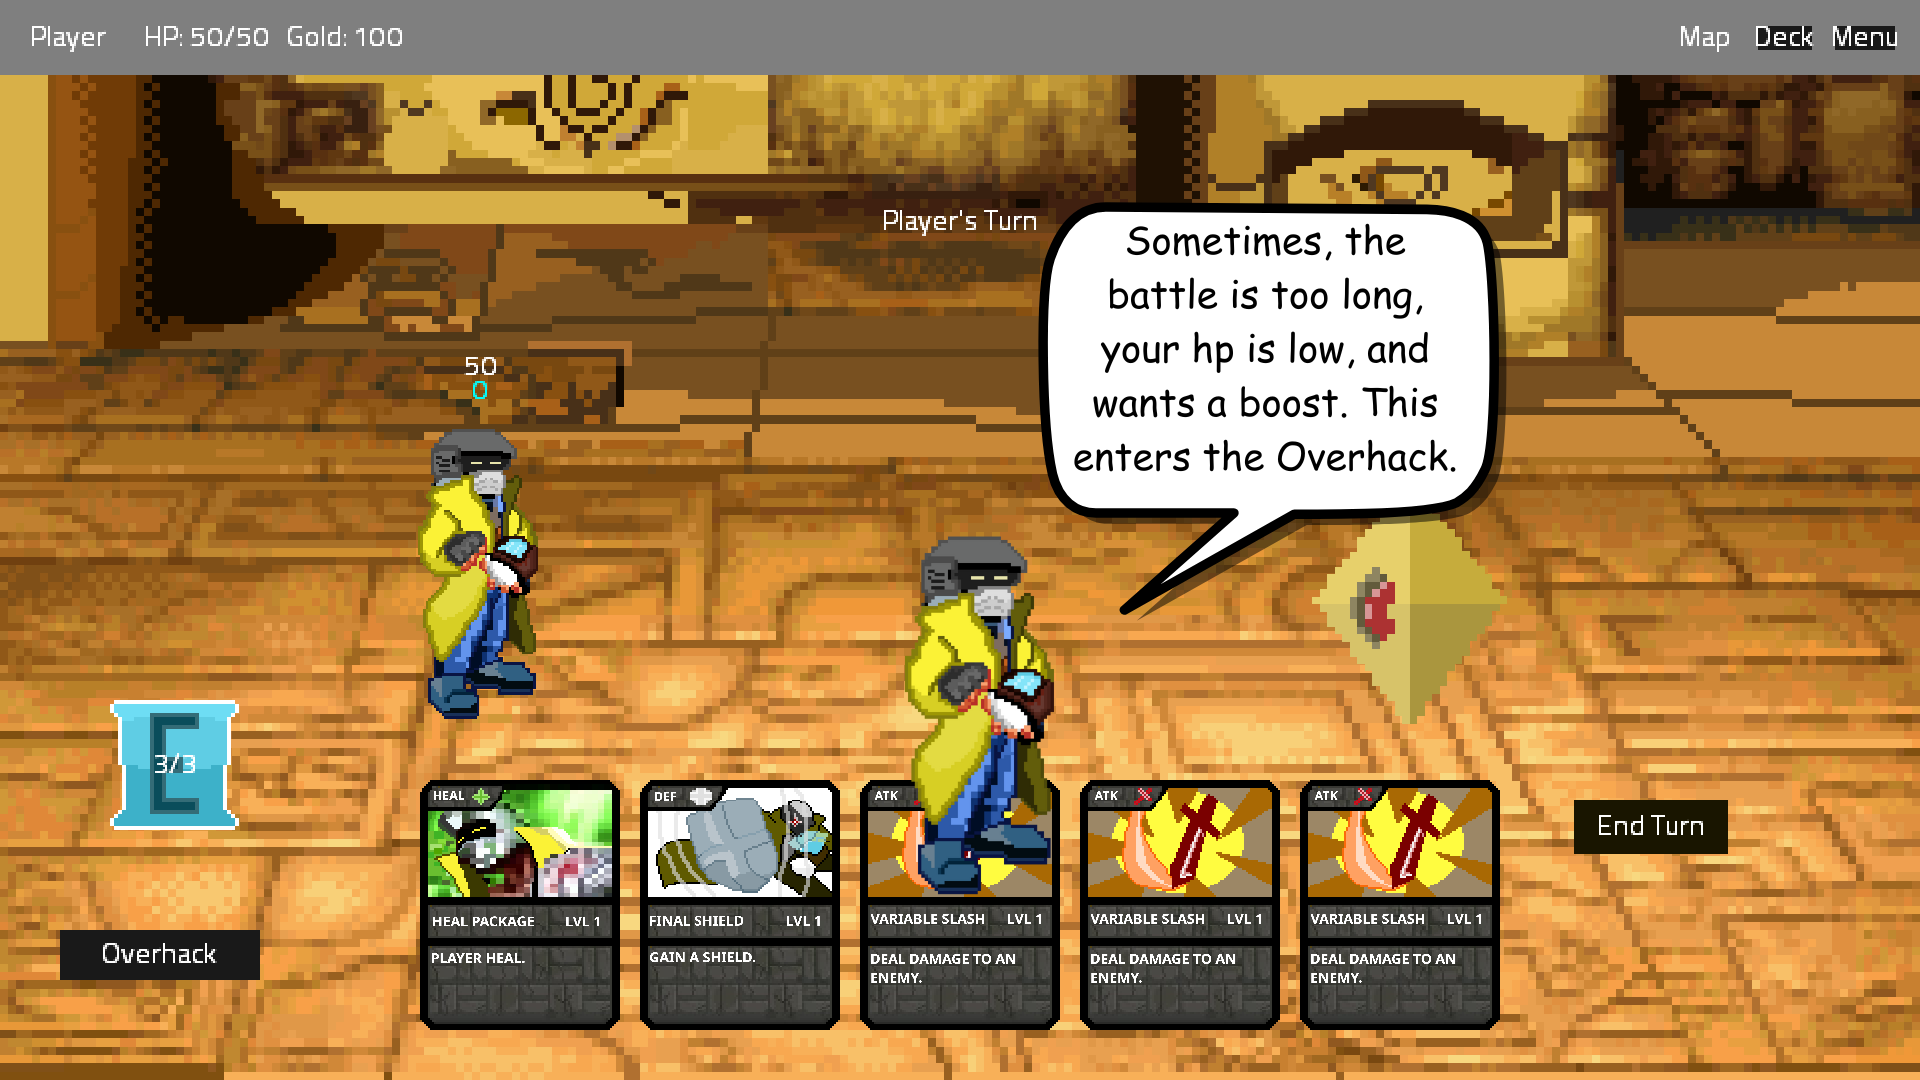 Player HP: 50/50 Gold: 100 Map Deck Menu
Player's Turn
Sometimes, the
battle is too long,
your hp is low, and
wants a boost. This
enters the Overhack.
50
0
E
3/3
Overhack
End Turn
HEAL
HEAL PACKAGE LVL 1
PLAYER HEAL.
DEF
FINAL SHIELD LVL 1
GAIN A SHIELD.
ATK
VARIABLE SLASH LVL 1
DEAL DAMAGE TO AN
ENEMY.
ATK
VARIABLE SLASH LVL 1
DEAL DAMAGE TO AN
ENEMY.
ATK
VARIABLE SLASH LVL 1
DEAL DAMAGE TO AN
ENEMY.